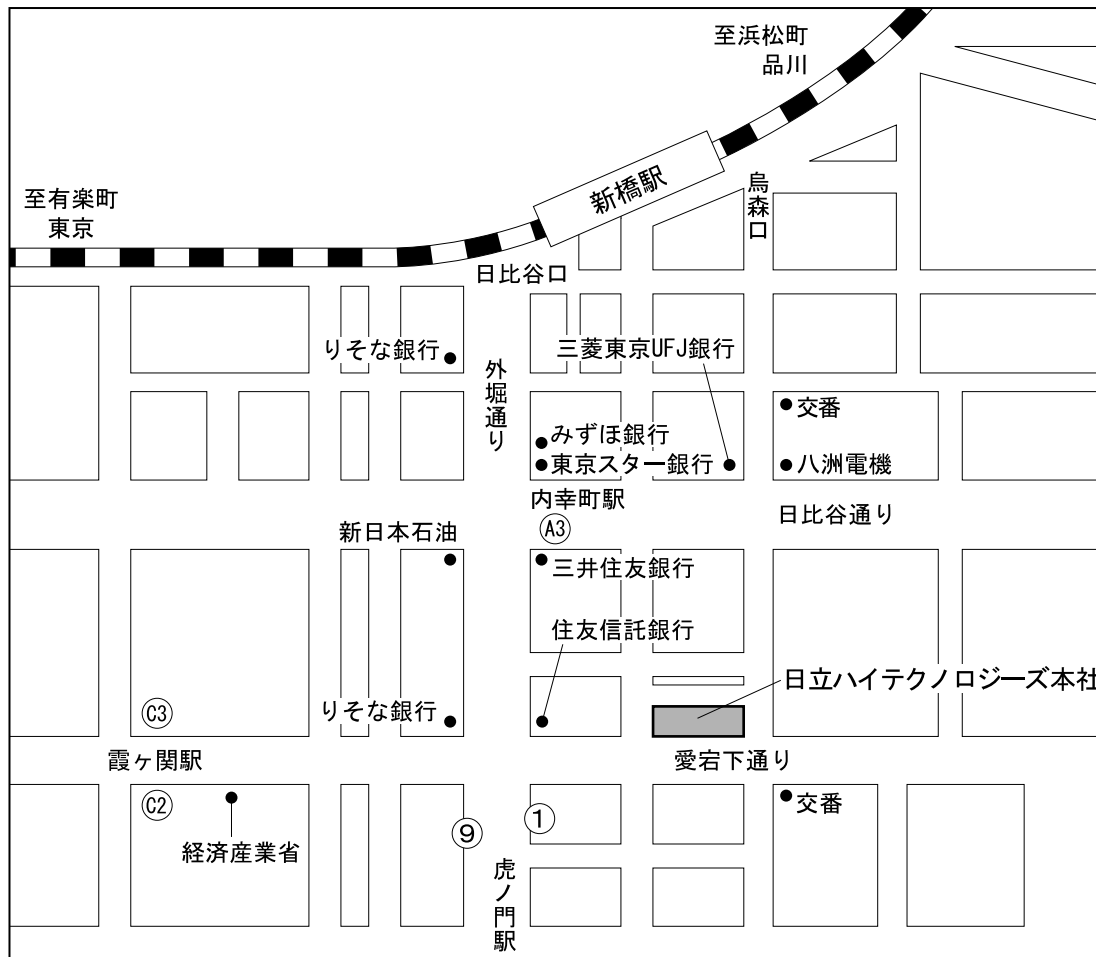 至浜松町
品川
至有楽町
東京
新橋駅
烏森口
日比谷口
りそな銀行
外堀通り
三菱東京UFJ銀行
交番
みずほ銀行
東京スター銀行
八洲電機
内幸町駅
日比谷通り
A3
新日本石油
三井住友銀行
住友信託銀行
日立ハイテクノロジーズ本社
C3
りそな銀行
霞ヶ関駅
愛宕下通り
C2
交番
経済産業省
9
1
虎ノ門駅